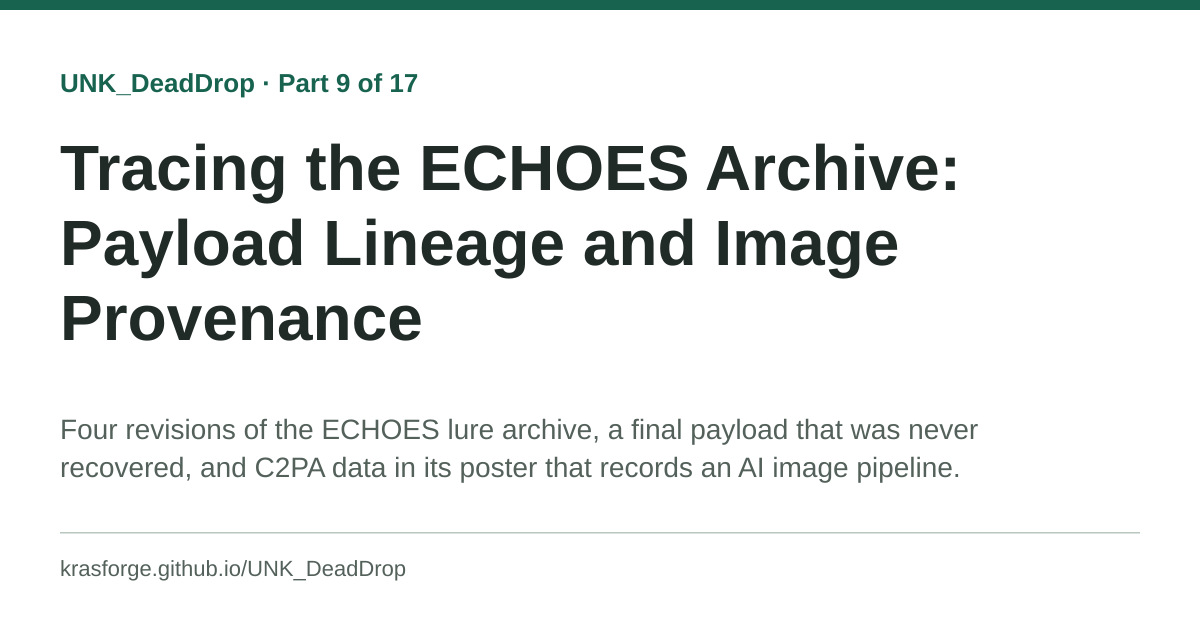 UNK_DeadDrop · Part 9 of 17
Tracing the ECHOES Archive:
Payload Lineage and Image
Provenance
Four revisions of the ECHOES lure archive, a final payload that was never
recovered, and C2PA data in its poster that records an AI image pipeline.
krasforge.github.io/UNK_DeadDrop